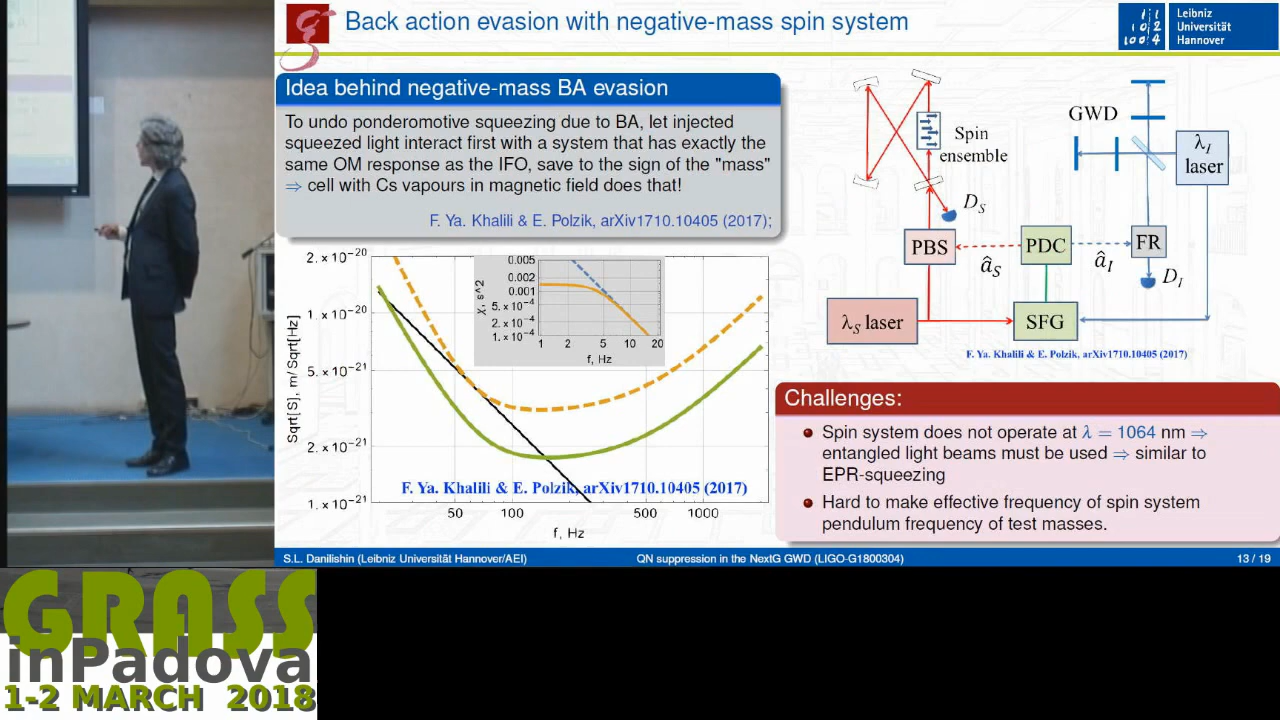 Back action evasion with negative-mass spin system
Leibniz
Universität
Hannover
Idea behind negative-mass BA evasion
To undo ponderomotive squeezing due to BA, let injected
squeezed light interact first with a system that has exactly the
same OM response as the IFO, save to the sign of the "mass"
⇒ cell with Cs vapours in magnetic field does that!
F. Ya. Khalili & E. Polzik, arXiv1710.10405 (2017);
Spin
ensemble
GWD
λ_I
laser
D_S
PBS
PDC
FR
â_S
â_I
D_I
λ_S laser
SFG
F. Ya. Khalili & E. Polzik, arXiv1710.10405 (2017)
Sqrt[S], m/Sqrt[Hz]
2. × 10⁻²⁰
1. × 10⁻²⁰
5. × 10⁻²¹
2. × 10⁻²¹
1. × 10⁻²¹
χ, s^2
0.005
0.002
0.001
5. × 10⁻⁴
2. × 10⁻⁴
1. × 10⁻⁴
1 2 5 10 20
f, Hz
F. Ya. Khalili & E. Polzik, arXiv1710.10405 (2017)
50 100 500 1000
f, Hz
Challenges:
Spin system does not operate at λ = 1064 nm ⇒
entangled light beams must be used ⇒ similar to
EPR-squeezing
Hard to make effective frequency of spin system
pendulum frequency of test masses.
S.L. Danilishin (Leibniz Universität Hannover/AEI)
QN suppression in the NextG GWD (LIGO-G1800304)
13 / 19
GRASS
inPadova
1-2 MARCH 2018